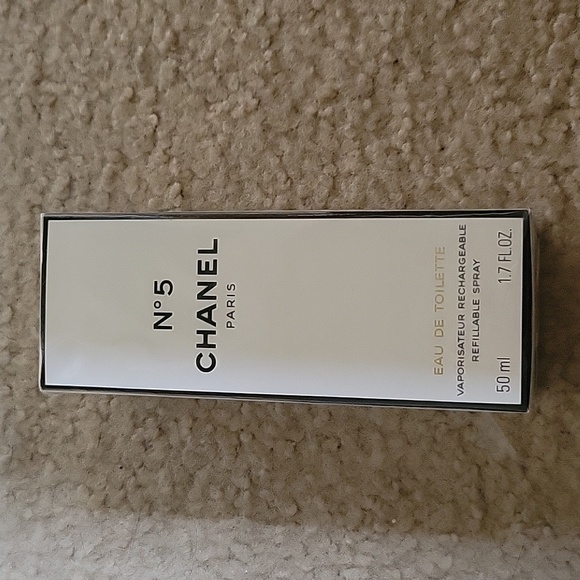 N°5
CHANEL
PARIS
EAU DE TOILETTE
VAPORISATEUR RECHARGEABLE
REFILLABLE SPRAY
50 ml 1.7 FL.OZ.